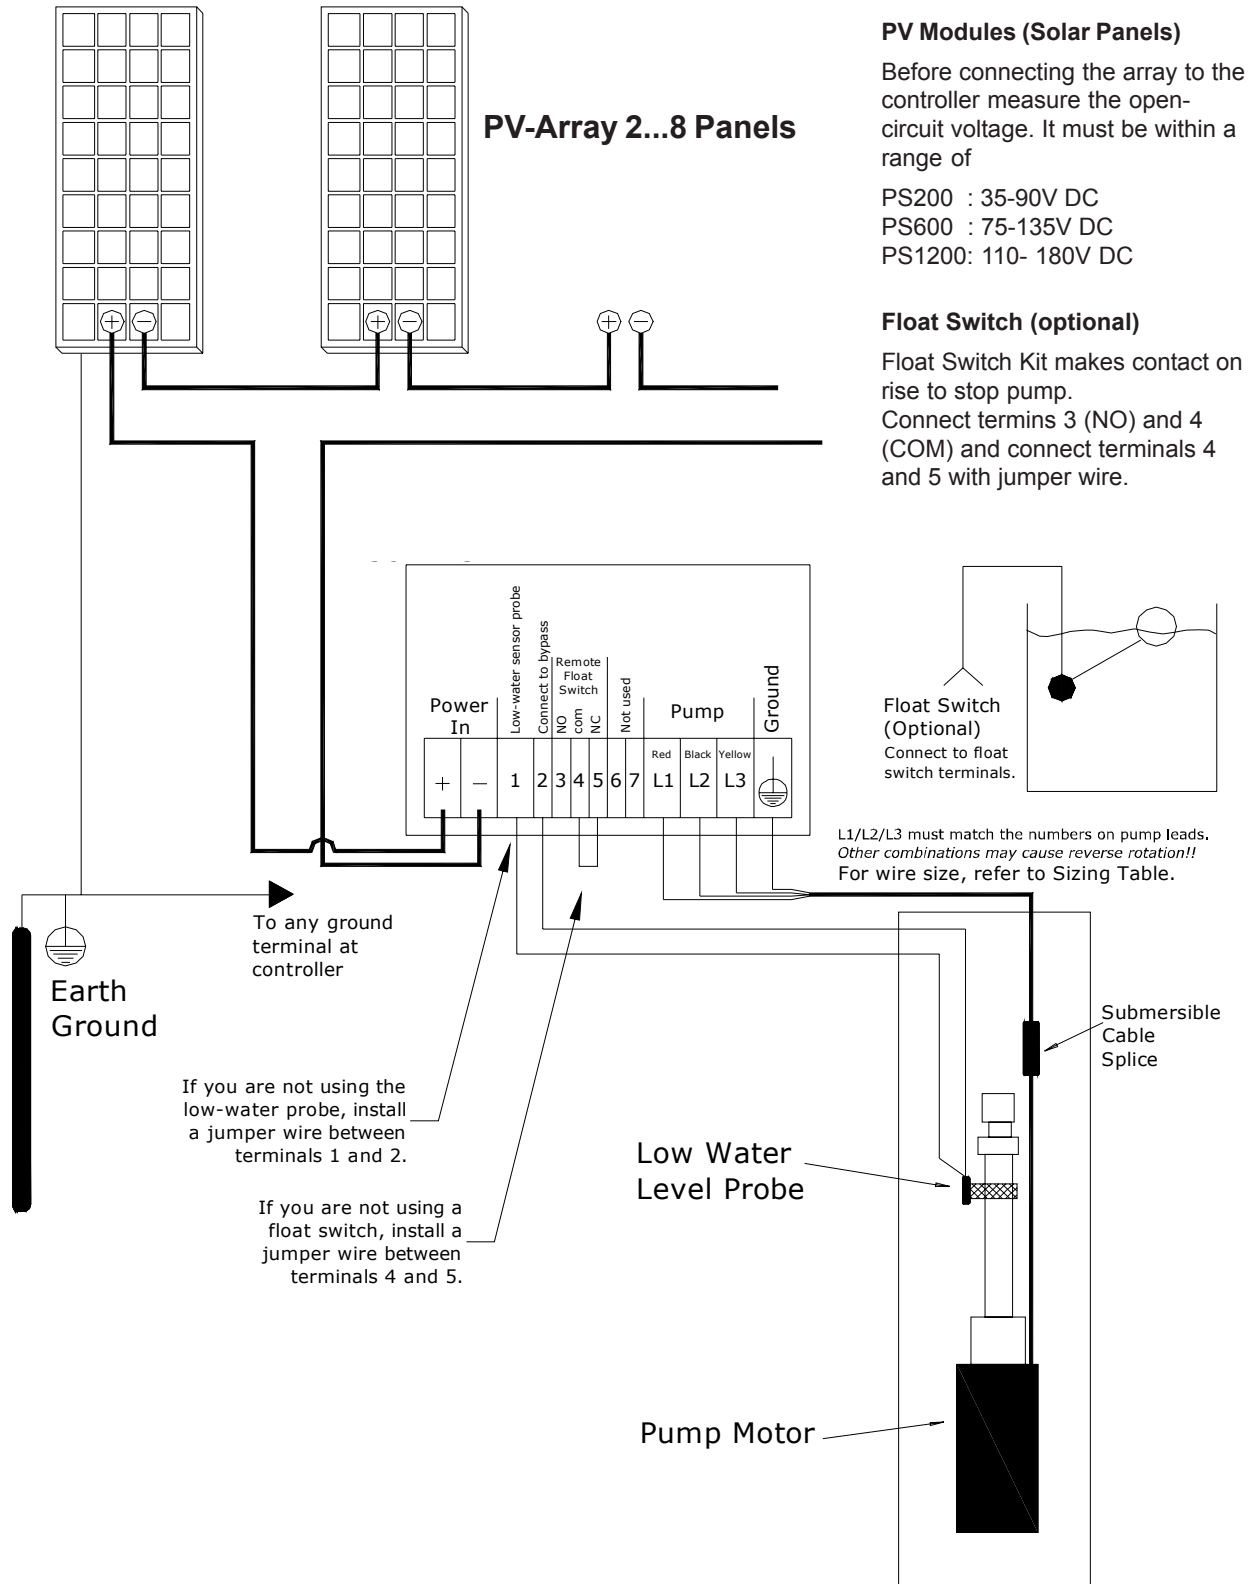 PV-Array 2...8 Panels
PV Modules (Solar Panels)
Before connecting the array to the
controller measure the open-
circuit voltage. It must be within a
range of
PS200 : 35-90V DC
PS600 : 75-135V DC
PS1200: 110- 180V DC
Float Switch (optional)
Float Switch Kit makes contact on
rise to stop pump.
Connect termins 3 (NO) and 4
(COM) and connect terminals 4
and 5 with jumper wire.
+ −
+ −
+ −
Power
In
Low-water sensor probe
Connect to bypass
Remote
Float
Switch
NO
com
NC
Not used
Pump
Ground
Red
Black
Yellow
+ − 1 2 3 4 5 6 7 L1 L2 L3
Float Switch
(Optional)
Connect to float
switch terminals.
L1/L2/L3 must match the numbers on pump leads.
Other combinations may cause reverse rotation!!
For wire size, refer to Sizing Table.
To any ground
terminal at
controller
Earth
Ground
Submersible
Cable
Splice
If you are not using the
low-water probe, install
a jumper wire between
terminals 1 and 2.
Low Water
Level Probe
If you are not using a
float switch, install a
jumper wire between
terminals 4 and 5.
Pump Motor